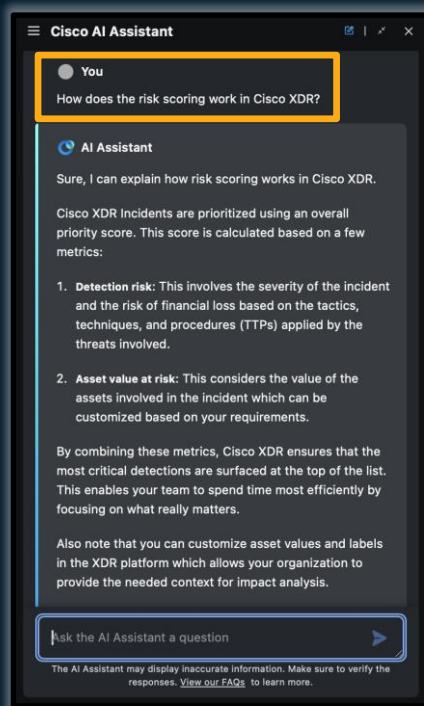 Cisco AI Assistant
You
How does the risk scoring work in Cisco XDR?
AI Assistant
Sure, I can explain how risk scoring works in Cisco XDR.
Cisco XDR Incidents are prioritized using an overall
priority score. This score is calculated based on a few
metrics:
1. Detection risk: This involves the severity of the incident
and the risk of financial loss based on the tactics,
techniques, and procedures (TTPs) applied by the
threats involved.
2. Asset value at risk: This considers the value of the
assets involved in the incident which can be
customized based on your requirements.
By combining these metrics, Cisco XDR ensures that the
most critical detections are surfaced at the top of the list.
This enables your team to spend time most efficiently by
focusing on what really matters.
Also note that you can customize asset values and labels
in the XDR platform which allows your organization to
provide the needed context for impact analysis.
Ask the AI Assistant a question
The AI Assistant may display inaccurate information. Make sure to verify the
responses. View our FAQs to learn more.